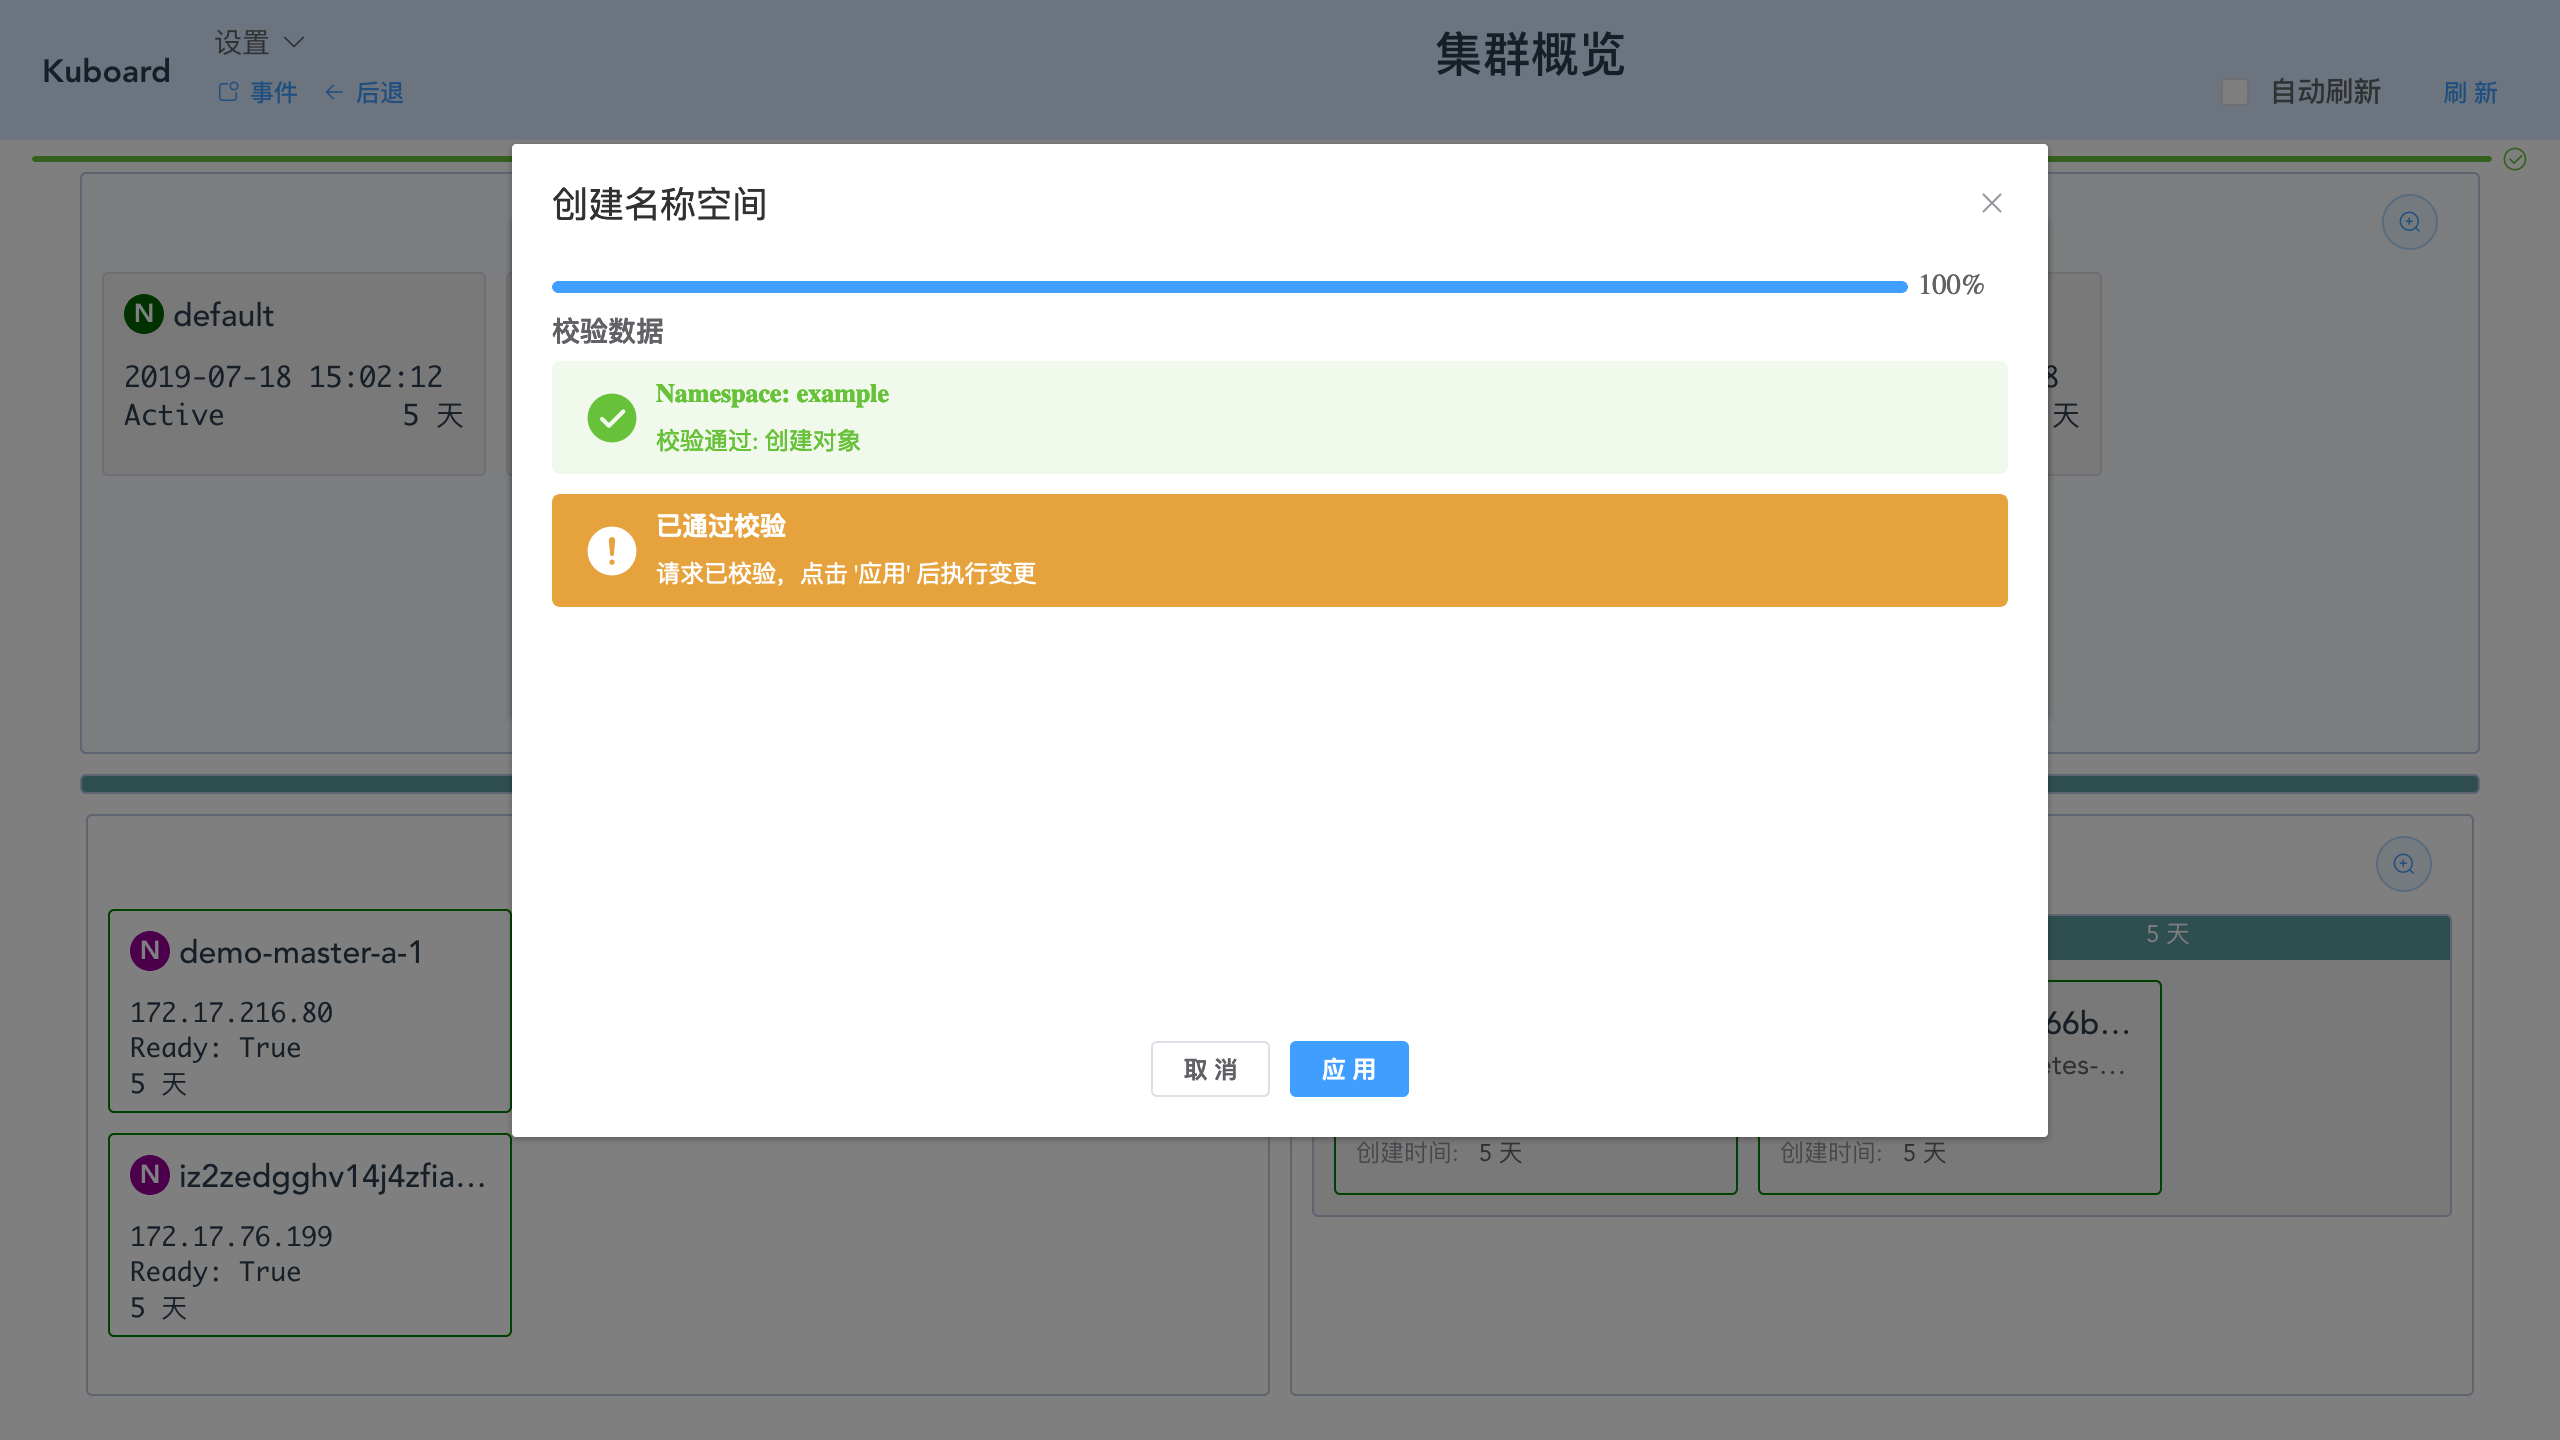 Kuboard
设置
事件
后退
集群概览
自动刷新
刷 新
创建名称空间
100%
校验数据
Namespace: example
校验通过: 创建对象
已通过校验
请求已校验，点击 '应用' 后执行变更
取 消
应 用
N default
2019-07-18 15:02:12
Active 5 天
8
天
N demo-master-a-1
172.17.216.80
Ready: True
5 天
N iz2zedgghv14j4zfia...
172.17.76.199
Ready: True
5 天
5 天
66b...
etes-...
创建时间: 5 天
创建时间: 5 天